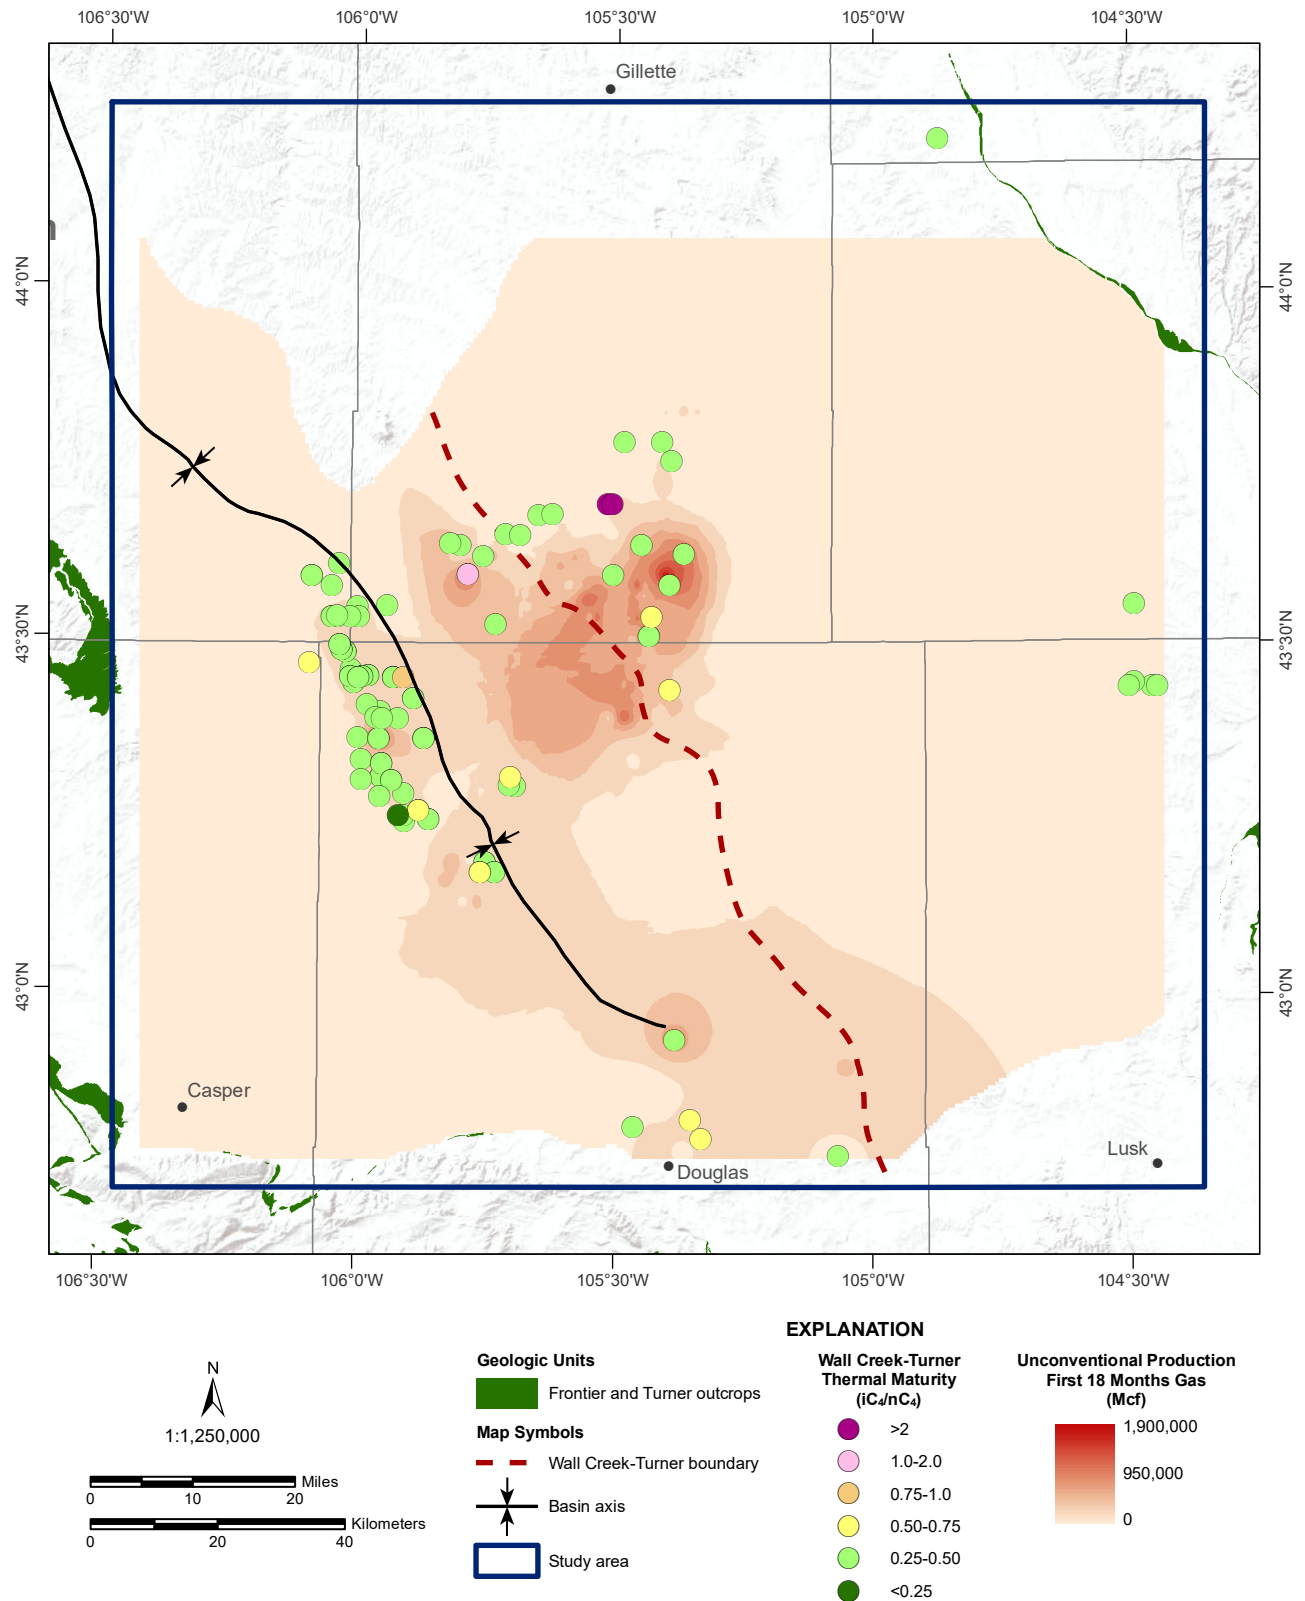 106°30'W 106°0'W 105°30'W 105°0'W 104°30'W
Gillette
44°0'N
44°0'N
43°30'N
43°30'N
43°0'N
43°0'N
Casper
Douglas
Lusk
106°30'W 106°0'W 105°30'W 105°0'W 104°30'W
EXPLANATION
N
1:1,250,000
Miles
0 10 20
Kilometers
0 20 40
Geologic Units
Frontier and Turner outcrops
Map Symbols
Wall Creek-Turner boundary
Basin axis
Study area
Wall Creek-Turner
Thermal Maturity
(iC₄/nC₄)
>2
1.0-2.0
0.75-1.0
0.50-0.75
0.25-0.50
<0.25
Unconventional Production
First 18 Months Gas
(Mcf)
1,900,000
950,000
0